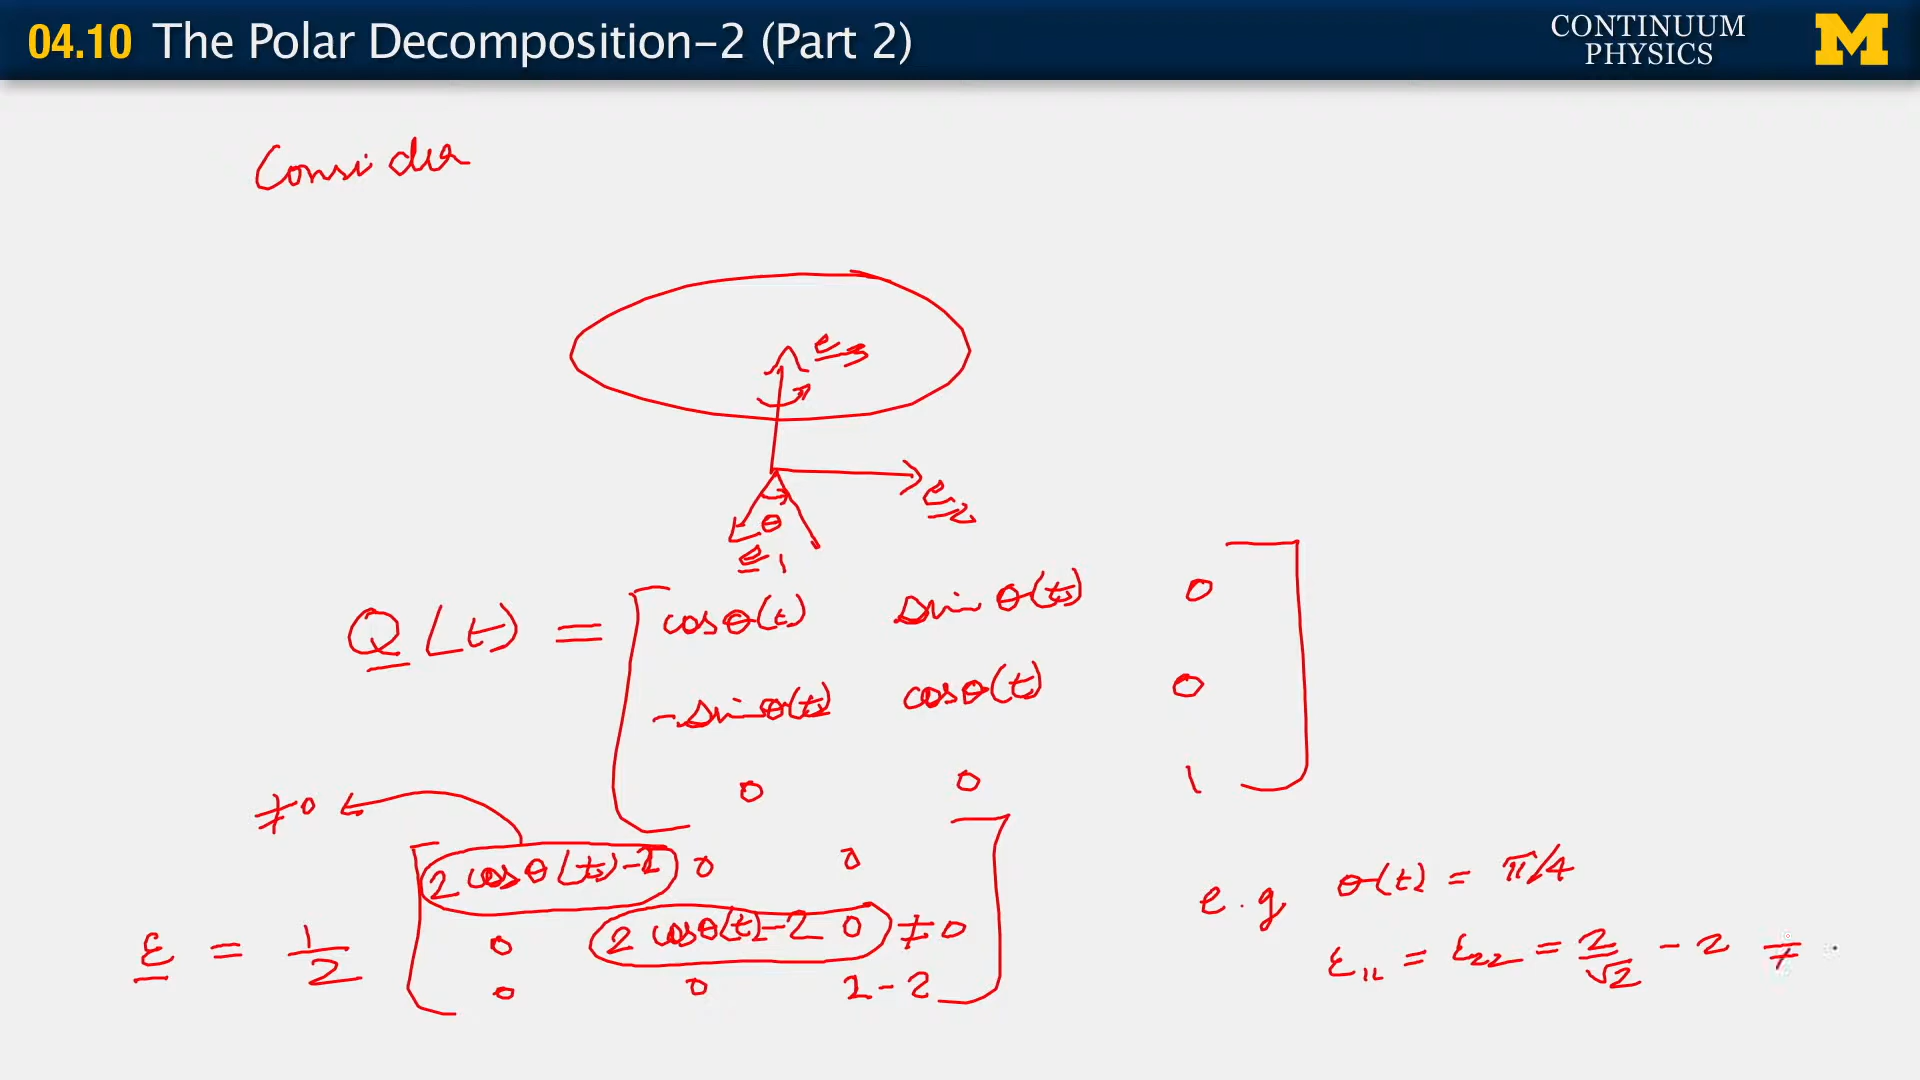 04.10 The Polar Decomposition-2 (Part 2)
CONTINUUM PHYSICS
M
Consider
e3
e2
θ
e1
Q(t) = [ cosθ(t) sinθ(t) 0
-sinθ(t) cosθ(t) 0
0 0 1 ]
≠0
ε = 1/2 [ 2cosθ(t)-2 0 0
0 2cosθ(t)-2 0 ≠0
0 0 2-2 ]
e.g θ(t) = π/4
ε11 = ε22 = 2/√2 - 2 ≠